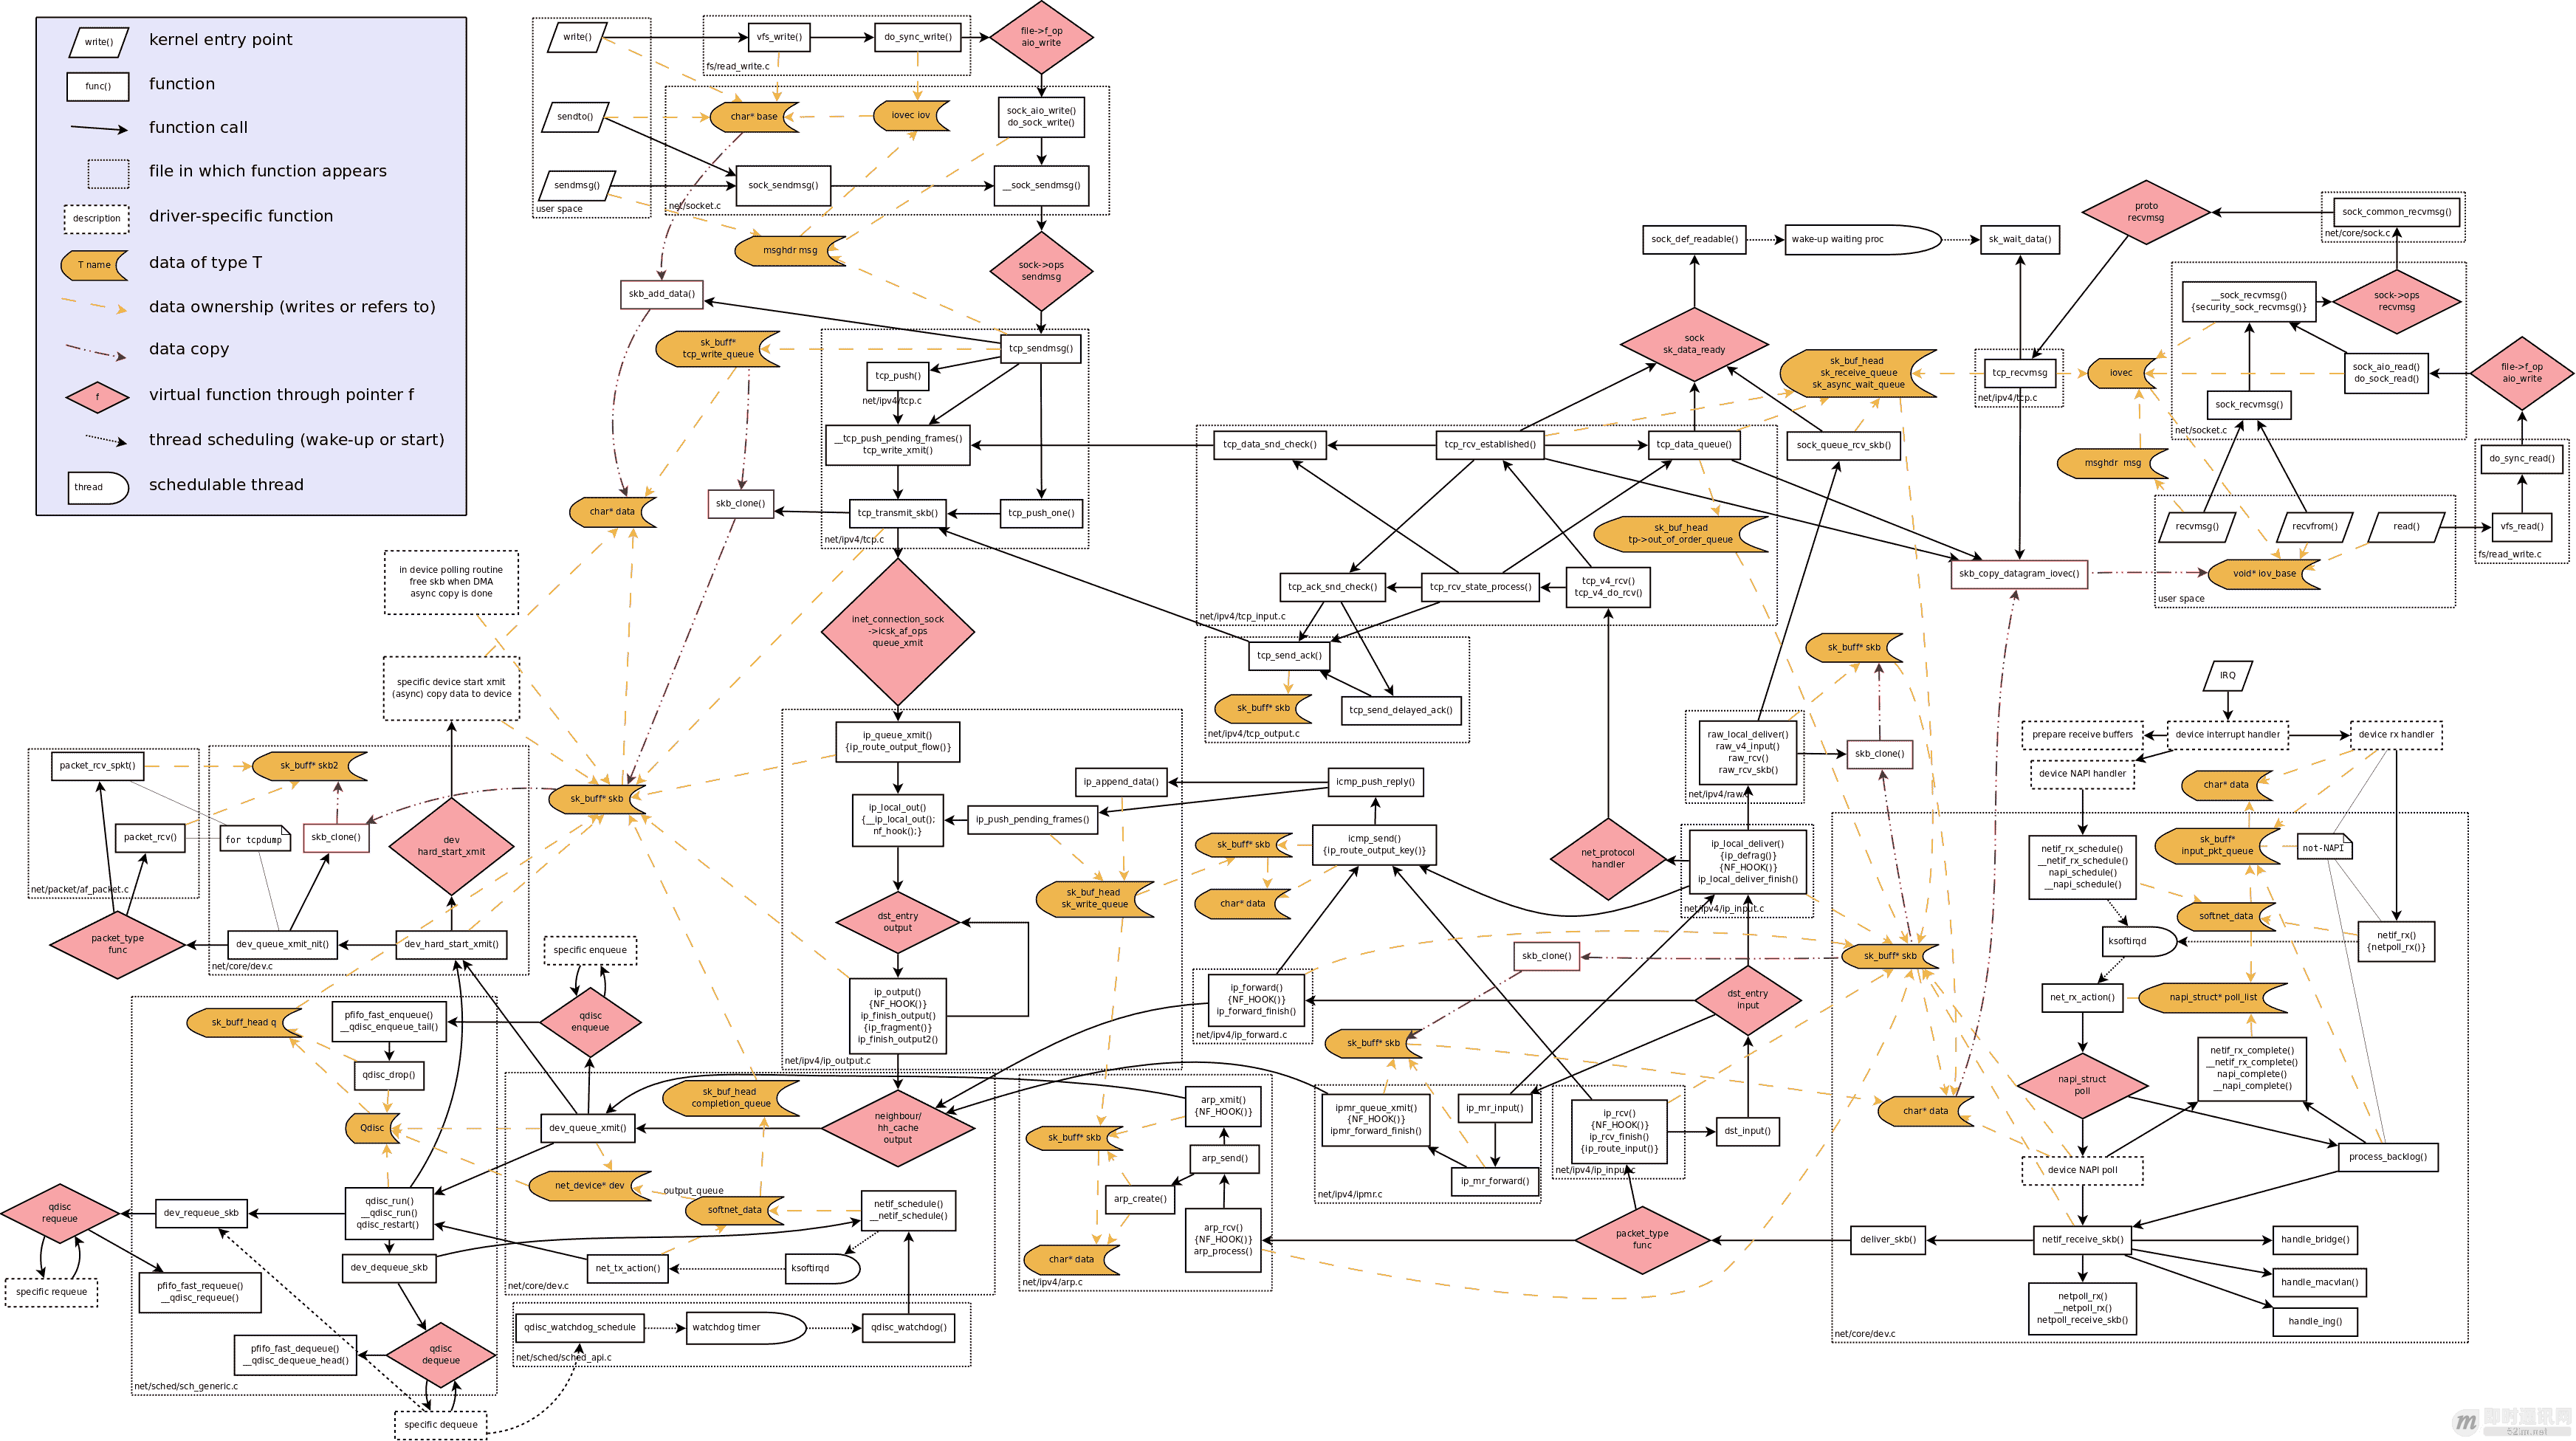 write()
kernel entry point
func()
function
function call
file in which function appears
description
driver-specific function
T name
data of type T
data ownership (writes or refers to)
data copy
f
virtual function through pointer f
thread scheduling (wake-up or start)
thread
schedulable thread
write()
sendto()
sendmsg()
user space
vfs_write()
do_sync_write()
fs/read_write.c
file->f_op
aio_write
char* base
iovec iov
sock_aio_write()
do_sock_write()
sock_sendmsg()
__sock_sendmsg()
net/socket.c
msghdr msg
sock->ops
sendmsg
skb_add_data()
sk_buff*
tcp_write_queue
tcp_sendmsg()
tcp_push()
net/ipv4/tcp.c
__tcp_push_pending_frames()
tcp_write_xmit()
char* data
skb_clone()
tcp_transmit_skb()
tcp_push_one()
net/ipv4/tcp.c
inet_connection_sock
->icsk_af_ops
queue_xmit
sock_def_readable()
wake-up waiting proc
sk_wait_data()
proto
recvmsg
sock_common_recvmsg()
net/core/sock.c
sock
sk_data_ready
sk_buf_head
sk_receive_queue
sk_async_wait_queue
tcp_recvmsg
net/ipv4/tcp.c
iovec
__sock_recvmsg()
{security_sock_recvmsg()}
sock->ops
recvmsg
sock_aio_read()
do_sock_read()
sock_recvmsg()
net/socket.c
file->f_op
aio_write
do_sync_read()
vfs_read()
fs/read_write.c
msghdr  msg
recvmsg()
recvfrom()
read()
void* iov_base
user space
tcp_data_snd_check()
tcp_rcv_established()
tcp_data_queue()
sock_queue_rcv_skb()
sk_buf_head
tp->out_of_order_queue
tcp_ack_snd_check()
tcp_rcv_state_process()
tcp_v4_rcv()
tcp_v4_do_rcv()
net/ipv4/tcp_input.c
skb_copy_datagram_iovec()
tcp_send_ack()
sk_buff* skb
tcp_send_delayed_ack()
net/ipv4/tcp_output.c
in device polling routine
free skb when DMA
async copy is done
specific device start xmit
(async) copy data to device
packet_rcv_spkt()
packet_rcv()
net/packet/af_packet.c
sk_buff* skb2
for tcpdump
skb_clone()
dev
hard_start_xmit
packet_type
func
dev_queue_xmit_nit()
dev_hard_start_xmit()
net/core/dev.c
sk_buff* skb
ip_queue_xmit()
{ip_route_output_flow()}
ip_local_out()
{__ip_local_out();
nf_hook();}
ip_append_data()
ip_push_pending_frames()
sk_buf_head
sk_write_queue
dst_entry
output
ip_output()
{NF_HOOK()}
ip_finish_output()
{ip_fragment()}
ip_finish_output2()
net/ipv4/ip_output.c
icmp_push_reply()
icmp_send()
{ip_route_output_key()}
sk_buff* skb
char* data
net_protocol
handler
raw_local_deliver()
raw_v4_input()
raw_rcv()
raw_rcv_skb()
sk_buff* skb
skb_clone()
ip_local_deliver()
{ip_defrag()}
{NF_HOOK()}
ip_local_deliver_finish()
net/ipv4/ip_input.c
skb_clone()
sk_buff* skb
ip_forward()
{NF_HOOK()}
ip_forward_finish()
net/ipv4/ip_forward.c
dst_entry
input
sk_buff* skb
char* data
IRQ
prepare receive buffers
device interrupt handler
device rx handler
device NAPI handler
char* data
sk_buff*
input_pkt_queue
not-NAPI
netif_rx_schedule()
__netif_rx_schedule
napi_schedule()
__napi_schedule()
softnet_data
ksoftirqd
netif_rx()
{netpoll_rx()}
net_rx_action()
napi_struct* poll_list
netif_rx_complete()
__netif_rx_complete()
napi_complete()
__napi_complete()
napi_struct
poll
process_backlog()
device NAPI poll
deliver_skb()
netif_receive_skb()
handle_bridge()
handle_macvlan()
handle_ing()
netpoll_rx()
__netpoll_rx()
netpoll_receive_skb()
net/core/dev.c
specific enqueue
qdisc
enqueue
sk_buff_head q
pfifo_fast_enqueue()
__qdisc_enqueue_tail()
qdisc_drop()
Qdisc
dev_queue_xmit()
sk_buf_head
completion_queue
neighbour/
hh_cache
output
net_device* dev
output_queue
softnet_data
netif_schedule()
__netif_schedule()
net_tx_action()
ksoftirqd
net/core/dev.c
qdisc
requeue
specific requeue
dev_requeue_skb
qdisc_run()
__qdisc_run()
qdisc_restart()
dev_dequeue_skb
pfifo_fast_requeue()
__qdisc_requeue()
pfifo_fast_dequeue()
__qdisc_dequeue_head()
qdisc
dequeue
net/sched/sch_generic.c
specific dequeue
qdisc_watchdog_schedule
watchdog timer
qdisc_watchdog()
net/sched/sched_api.c
arp_xmit()
{NF_HOOK()}
sk_buff* skb
arp_send()
arp_create()
arp_rcv()
{NF_HOOK()}
arp_process()
char* data
net/ipv4/arp.c
ipmr_queue_xmit()
{NF_HOOK()}
ipmr_forward_finish()
ip_mr_input()
ip_mr_forward()
net/ipv4/ipmr.c
ip_rcv()
{NF_HOOK()}
ip_rcv_finish()
{ip_route_input()}
dst_input()
packet_type
func
即时通讯网
52im.net